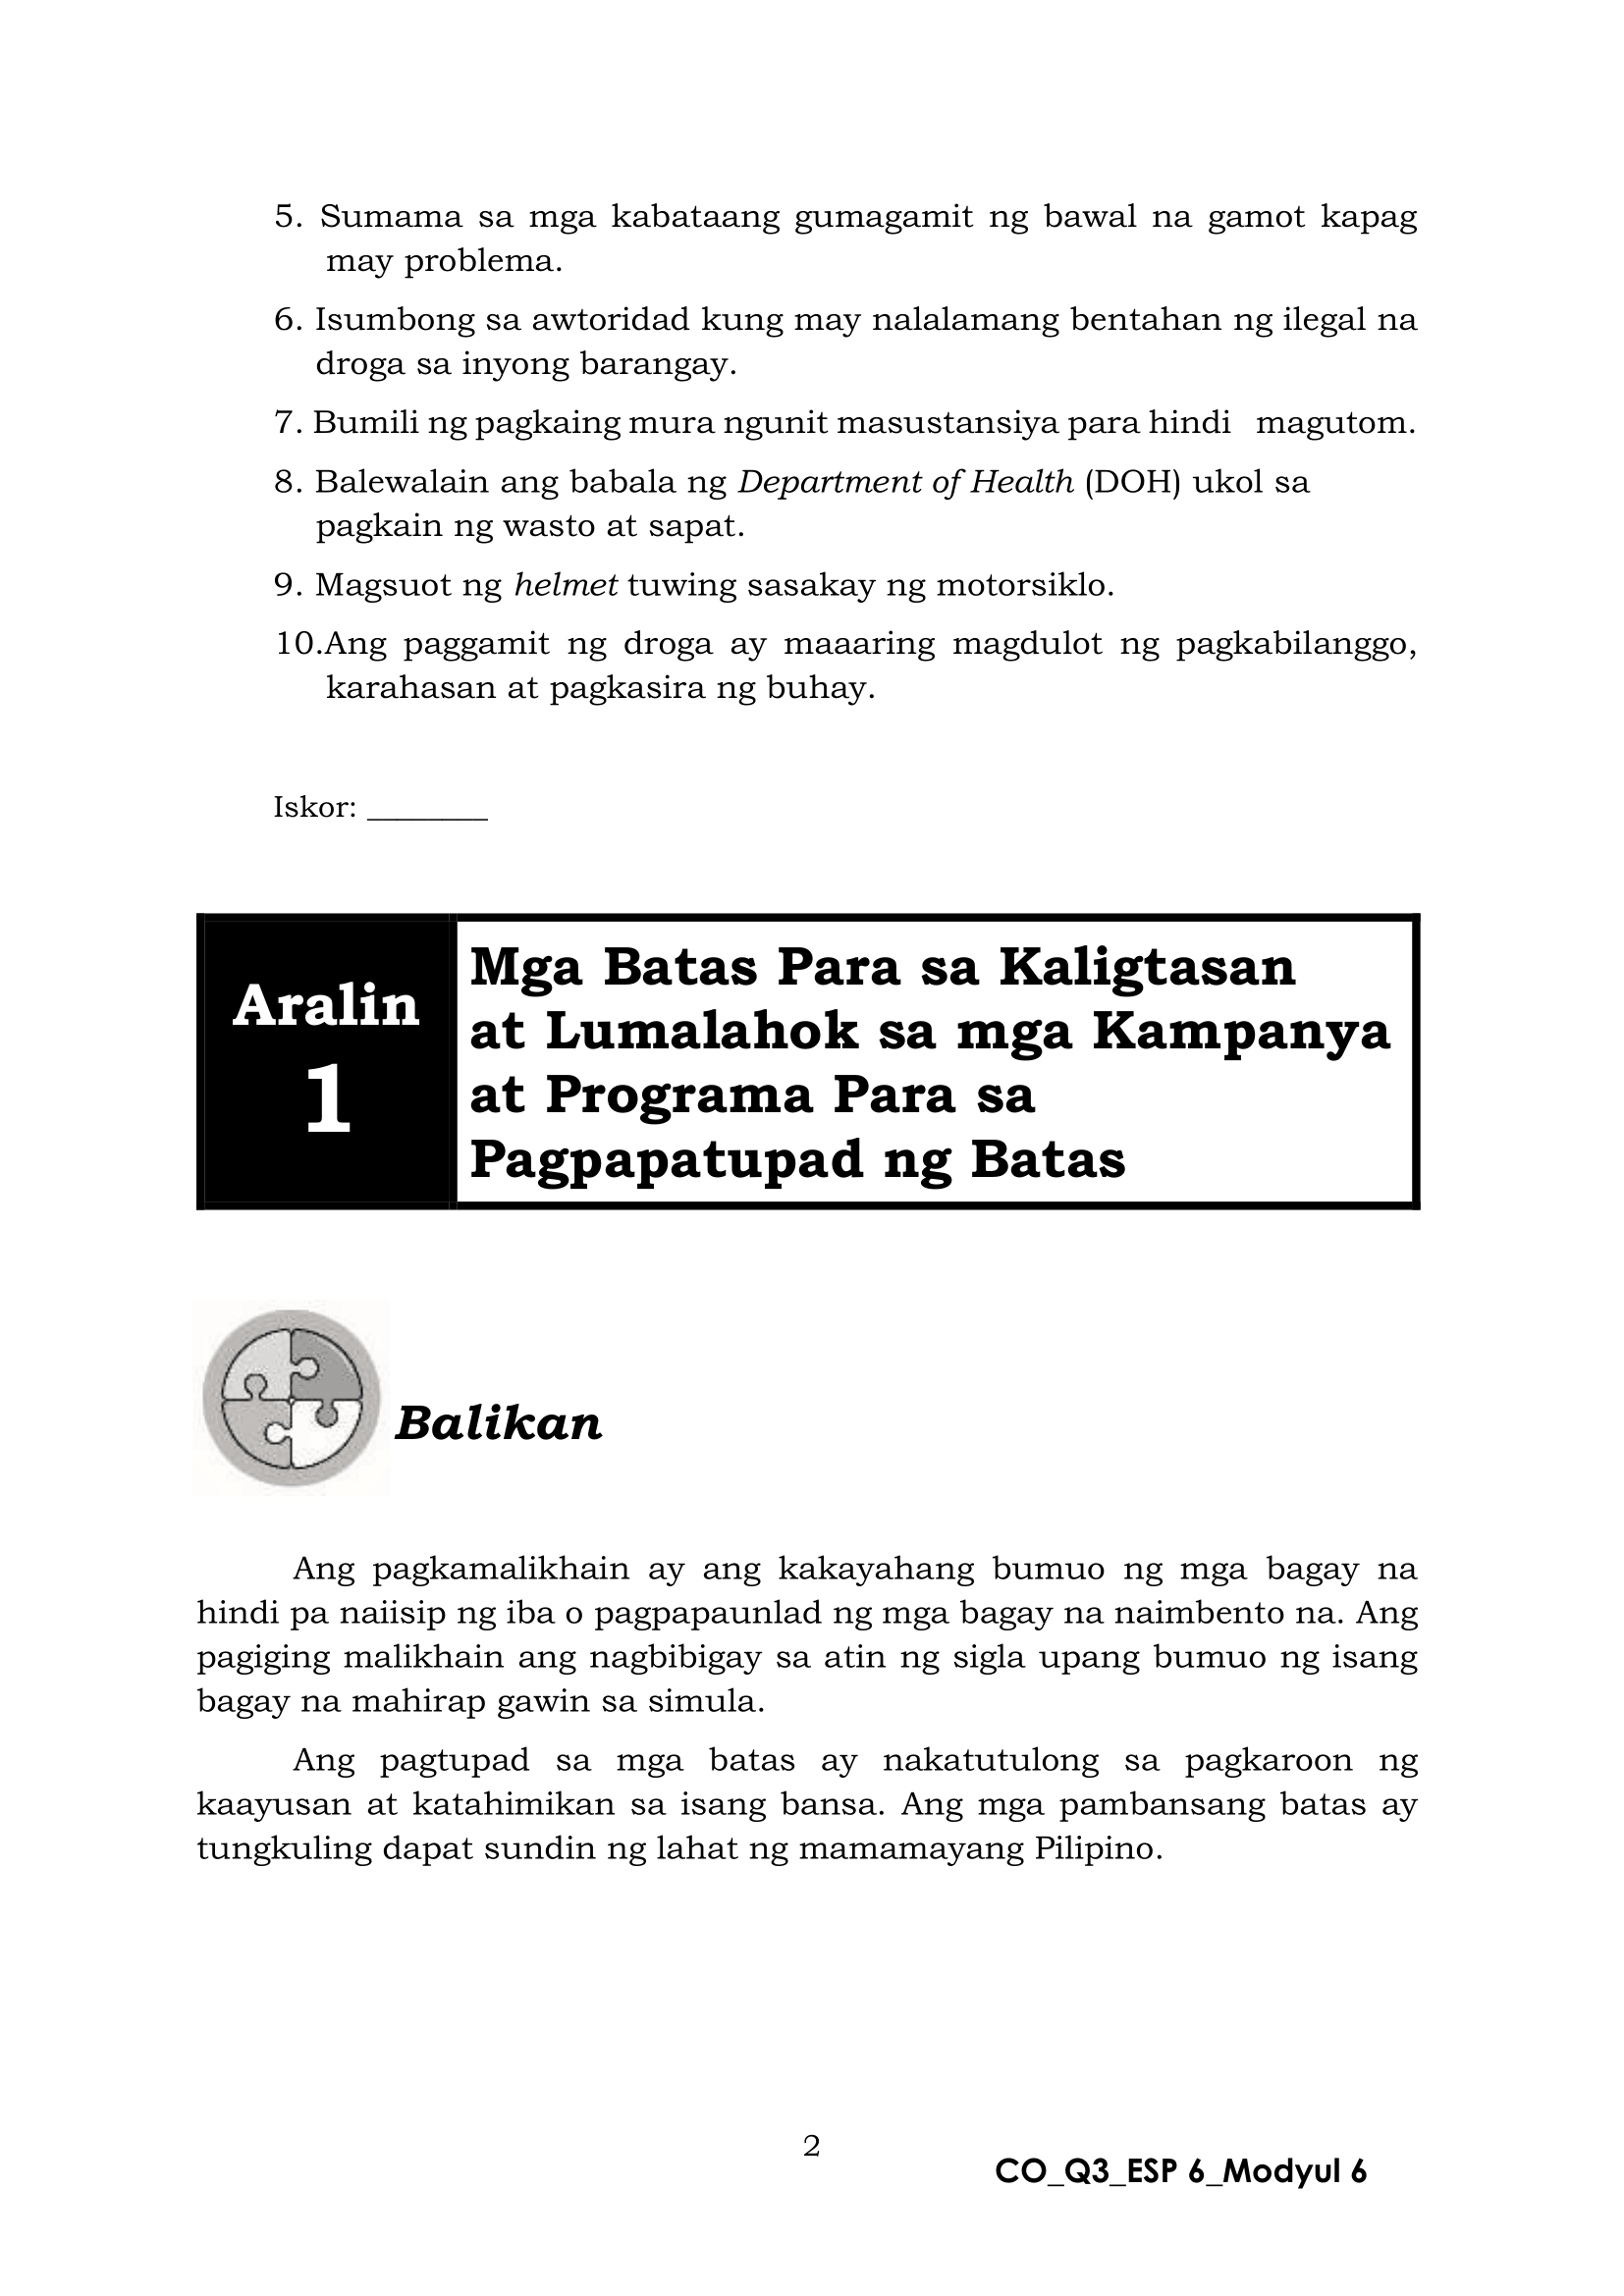 5. Sumama sa mga kabataang gumagamit ng bawal na gamot kapag
may problema.
6. Isumbong sa awtoridad kung may nalalamang bentahan ng ilegal na
droga sa inyong barangay.
7. Bumili ng pagkaing mura ngunit masustansiya para hindi magutom.
8. Balewalain ang babala ng Department of Health (DOH) ukol sa
pagkain ng wasto at sapat.
9. Magsuot ng helmet tuwing sasakay ng motorsiklo.
10.Ang paggamit ng droga ay maaaring magdulot ng pagkabilanggo,
karahasan at pagkasira ng buhay.
Iskor: ________
Aralin
1
Mga Batas Para sa Kaligtasan
at Lumalahok sa mga Kampanya
at Programa Para sa
Pagpapatupad ng Batas
Balikan
Ang pagkamalikhain ay ang kakayahang bumuo ng mga bagay na
hindi pa naiisip ng iba o pagpapaunlad ng mga bagay na naimbento na. Ang
pagiging malikhain ang nagbibigay sa atin ng sigla upang bumuo ng isang
bagay na mahirap gawin sa simula.
Ang pagtupad sa mga batas ay nakatutulong sa pagkaroon ng
kaayusan at katahimikan sa isang bansa. Ang mga pambansang batas ay
tungkuling dapat sundin ng lahat ng mamamayang Pilipino.
2
CO_Q3_ESP 6_Modyul 6